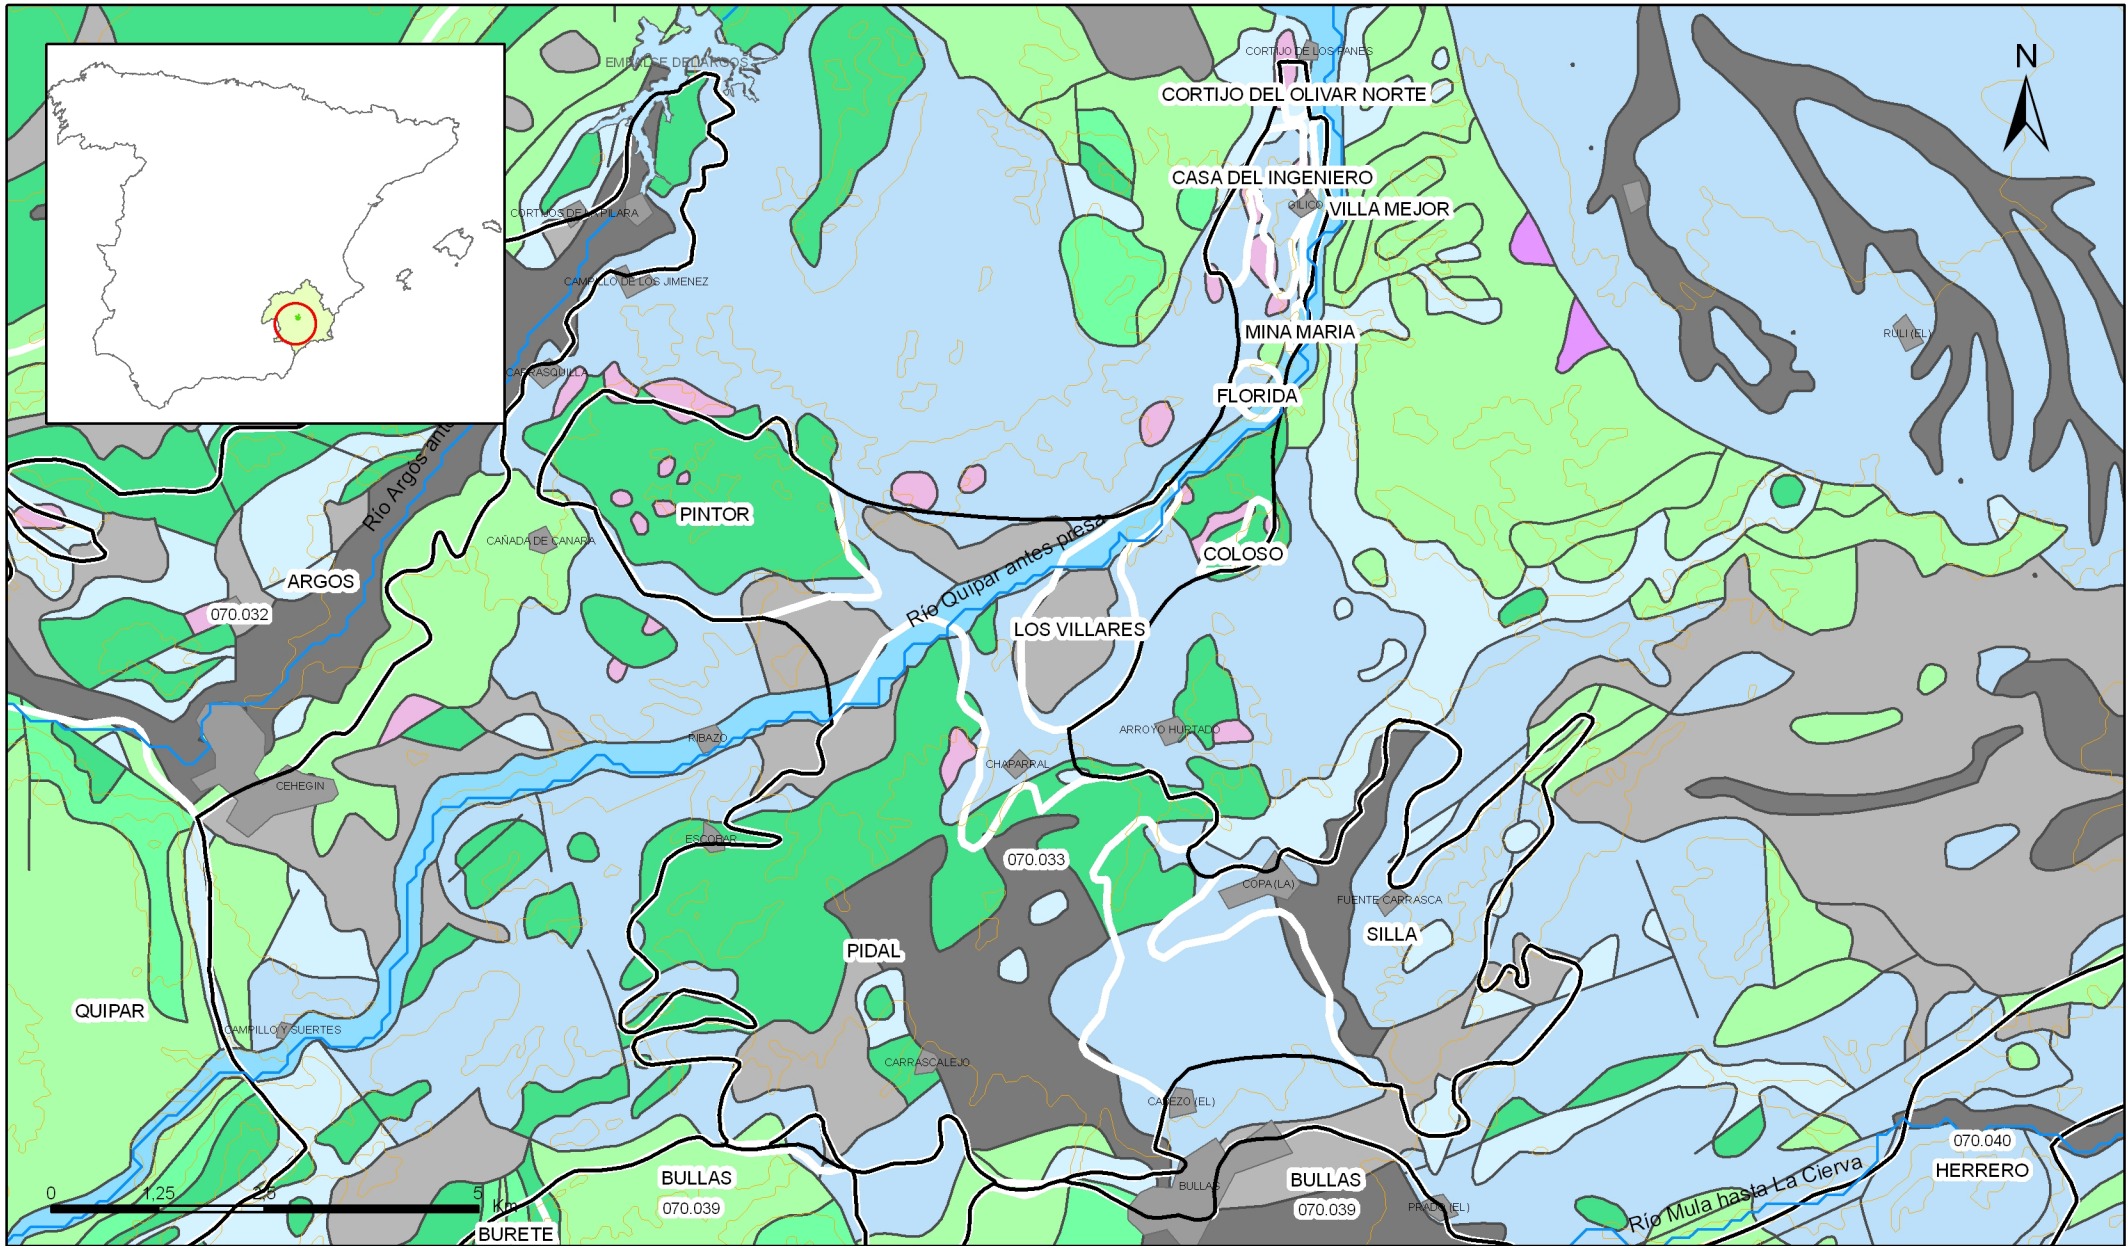 EMBALSE DEL ARGOS
CORTIJO DE LOS PANES
N
CORTIJO DEL OLIVAR NORTE
CASA DEL INGENIERO
GILICO
VILLA MEJOR
CORTIJOS DE LA PILARA
CAMPILLO DE LOS JIMENEZ
MINA MARIA
RULI (EL)
CARRASQUILLA
FLORIDA
Río Argos ante
PINTOR
CAÑADA DE CANARA
COLOSO
ARGOS
070.032
Río Quipar antes presa
LOS VILLARES
RIBAZO
ARROYO HURTADO
CHAPARRAL
CEHEGIN
ESCOBAR
070.033
COPA (LA)
FUENTE CARRASCA
SILLA
PIDAL
QUIPAR
CAMPILLO Y SUERTES
CARRASCALEJO
CABEZO (EL)
070.040
HERRERO
BULLAS
070.039
BULLAS
BULLAS
070.039
PRADO (EL)
Río Mula hasta La Cierva
0 1,25 2,5 5
Km
BURETE